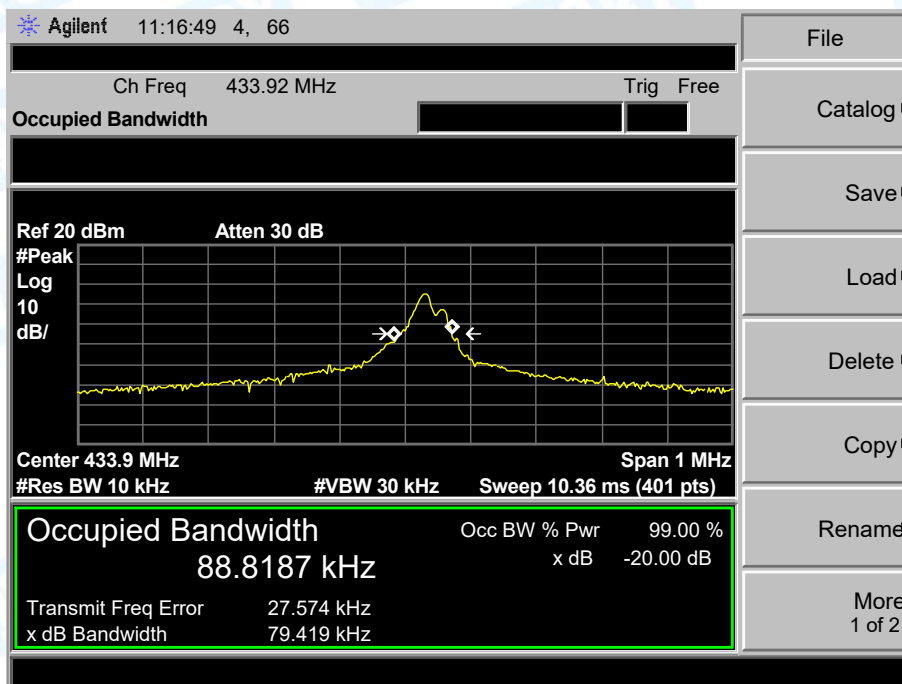 Agilent 11:16:49 4, 66
File
Ch Freq 433.92 MHz Trig Free
Occupied Bandwidth
Catalog
Save
Ref 20 dBm Atten 30 dB
#Peak
Log
10
dB/
Load
Delete
Copy
Center 433.9 MHz Span 1 MHz
#Res BW 10 kHz #VBW 30 kHz Sweep 10.36 ms (401 pts)
Occupied Bandwidth
88.8187 kHz
Occ BW % Pwr 99.00 %
x dB -20.00 dB
Transmit Freq Error 27.574 kHz
x dB Bandwidth 79.419 kHz
Rename
More
1 of 2